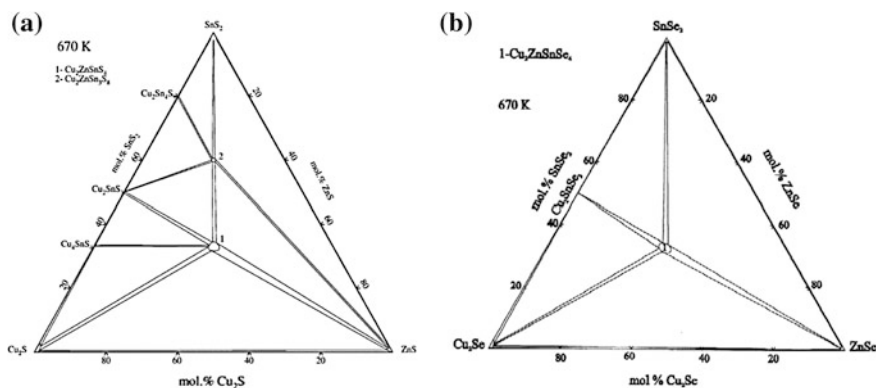 (a)
SnS₂
670 K
1- Cu₂ZnSnS₄
2- Cu₂ZnSn₃S₈
Cu₂Sn₄S₉
20
mol.% SnS₂
60
2
40
mol.% ZnS
Cu₂SnS₃
40
60
Cu₄SnS₄
1
20
80
Cu₂S
ZnS
80
60
40
20
mol.% Cu₂S
(b)
SnSe₂
1-Cu₂ZnSnSe₄
670 K
80
20
mol.% SnSe₂
60
40
mol.% ZnSe
Cu₂SnSe₃
40
60
20
80
Cu₂Se
ZnSe
80
60
40
20
mol % Cu₂Se